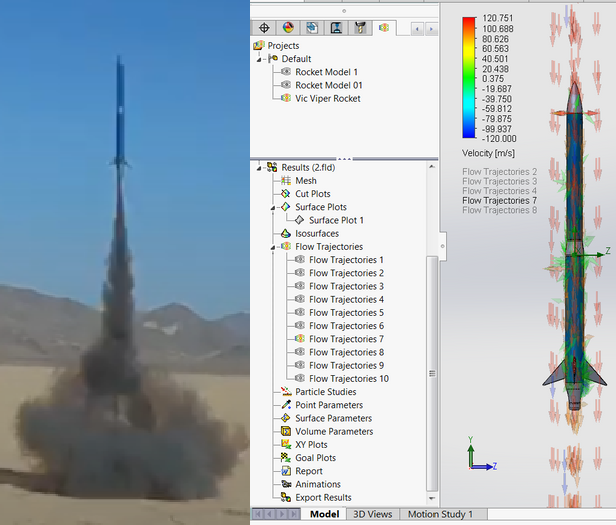 Projects
Default
Rocket Model 1
Rocket Model 01
Vic Viper Rocket
Results (2.fld)
Mesh
Cut Plots
Surface Plots
Surface Plot 1
Isosurfaces
Flow Trajectories
Flow Trajectories 1
Flow Trajectories 2
Flow Trajectories 3
Flow Trajectories 4
Flow Trajectories 5
Flow Trajectories 6
Flow Trajectories 7
Flow Trajectories 8
Flow Trajectories 9
Flow Trajectories 10
Particle Studies
Point Parameters
Surface Parameters
Volume Parameters
XY Plots
Goal Plots
Report
Animations
Export Results
Model 3D Views Motion Study 1
120.751
100.688
80.626
60.563
40.501
20.438
0.375
-19.687
-39.750
-59.812
-79.875
-99.937
-120.000
Velocity [m/s]
Flow Trajectories 2
Flow Trajectories 3
Flow Trajectories 4
Flow Trajectories 7
Flow Trajectories 8
Z
Y
Z